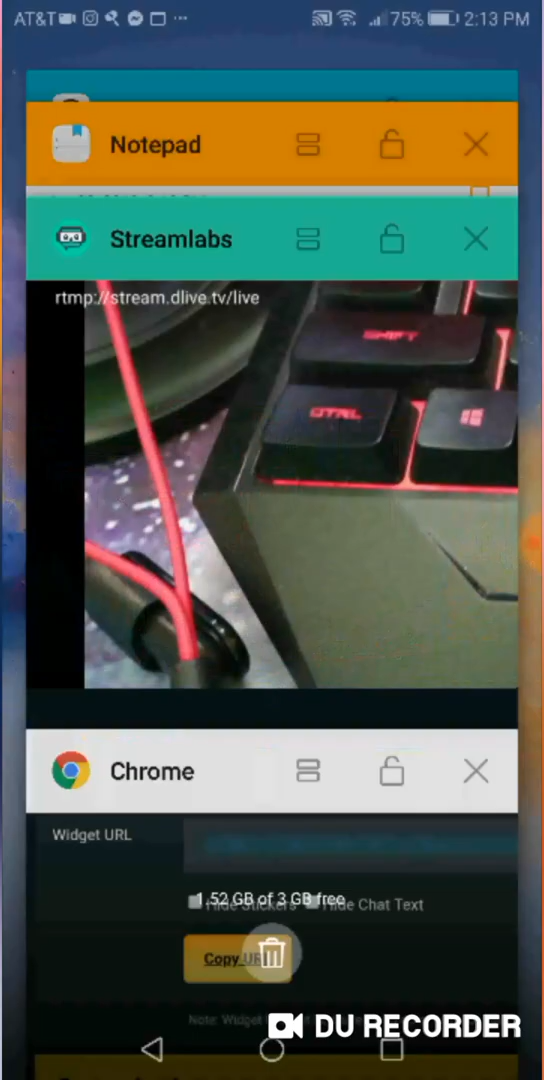 AT&T ··· 75% 2:13 PM
Notepad
Streamlabs
rtmp://stream.dlive.tv/live
SHIFT
CTRL
Chrome
Widget URL
1.52 GB of 3 GB free
Hide Stickers Hide Chat Text
Copy URL
Note: Widget
DU RECORDER